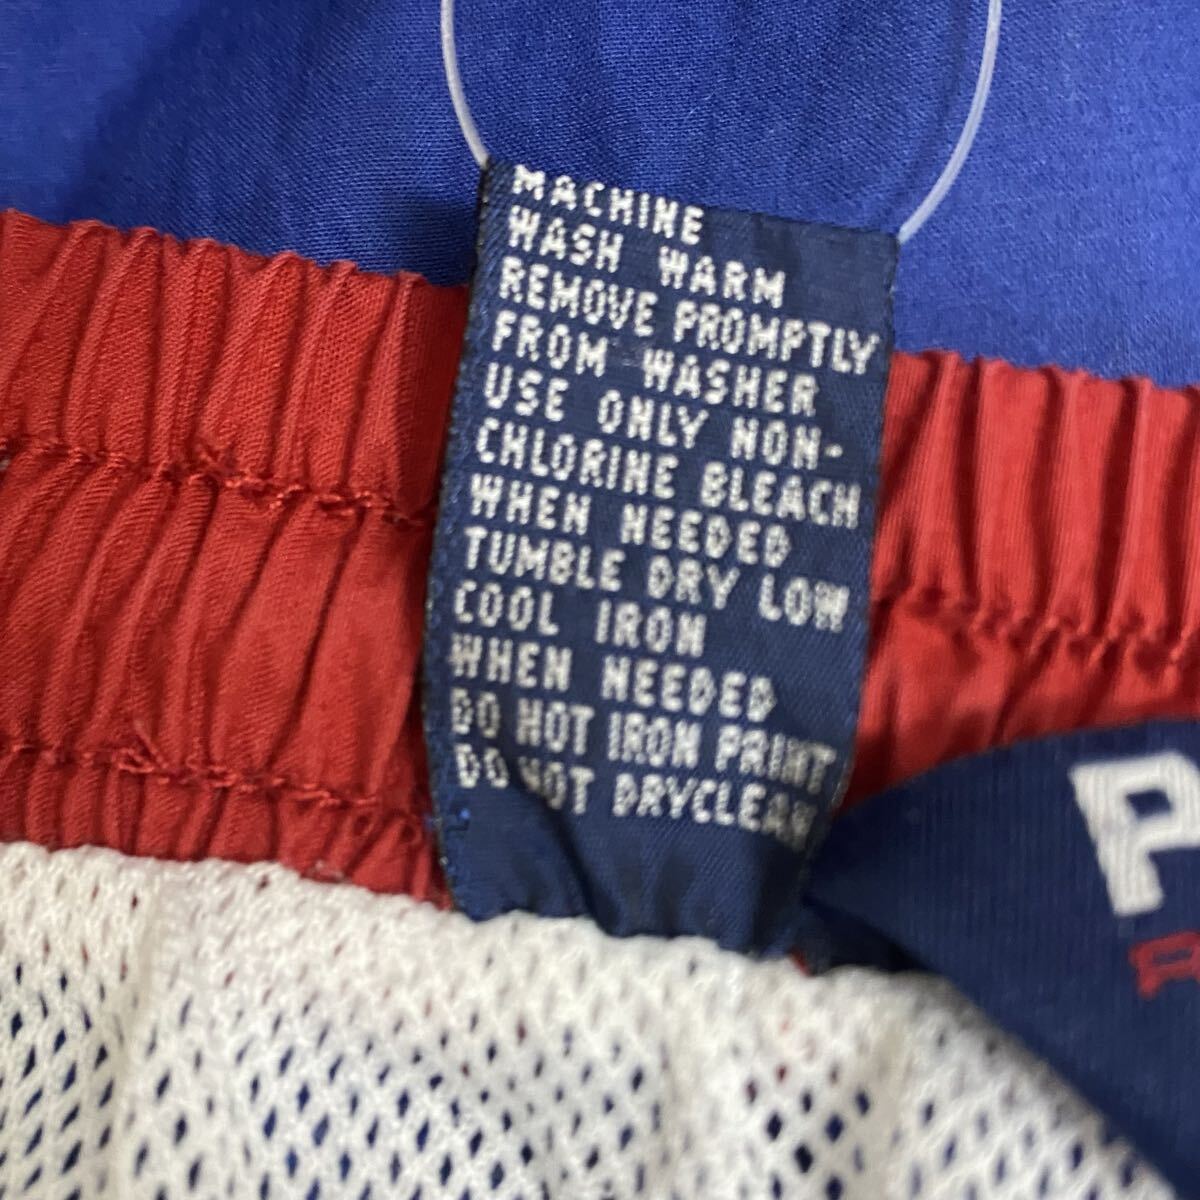 MACHINE
WASH WARM
REMOVE PROMPTLY
FROM WASHER
USE ONLY NON-
CHLORINE BLEACH
WHEN NEEDED
TUMBLE DRY LOW
COOL IRON
WHEN NEEDED
DO NOT IRON PRINT
DO NOT DRYCLEAN
P